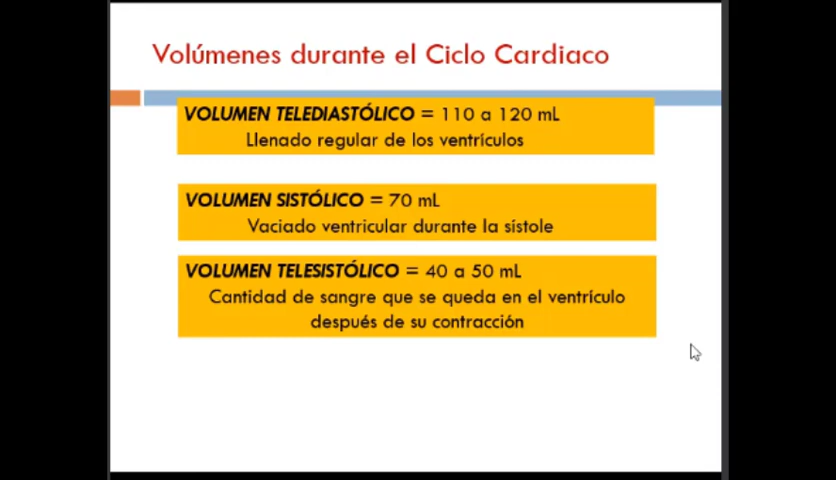 Volúmenes durante el Ciclo Cardiaco
VOLUMEN TELEDIASTÓLICO = 110 a 120 mL
Llenado regular de los ventrículos
VOLUMEN SISTÓLICO = 70 mL
Vaciado ventricular durante la sístole
VOLUMEN TELESISTÓLICO = 40 a 50 mL
Cantidad de sangre que se queda en el ventrículo
después de su contracción